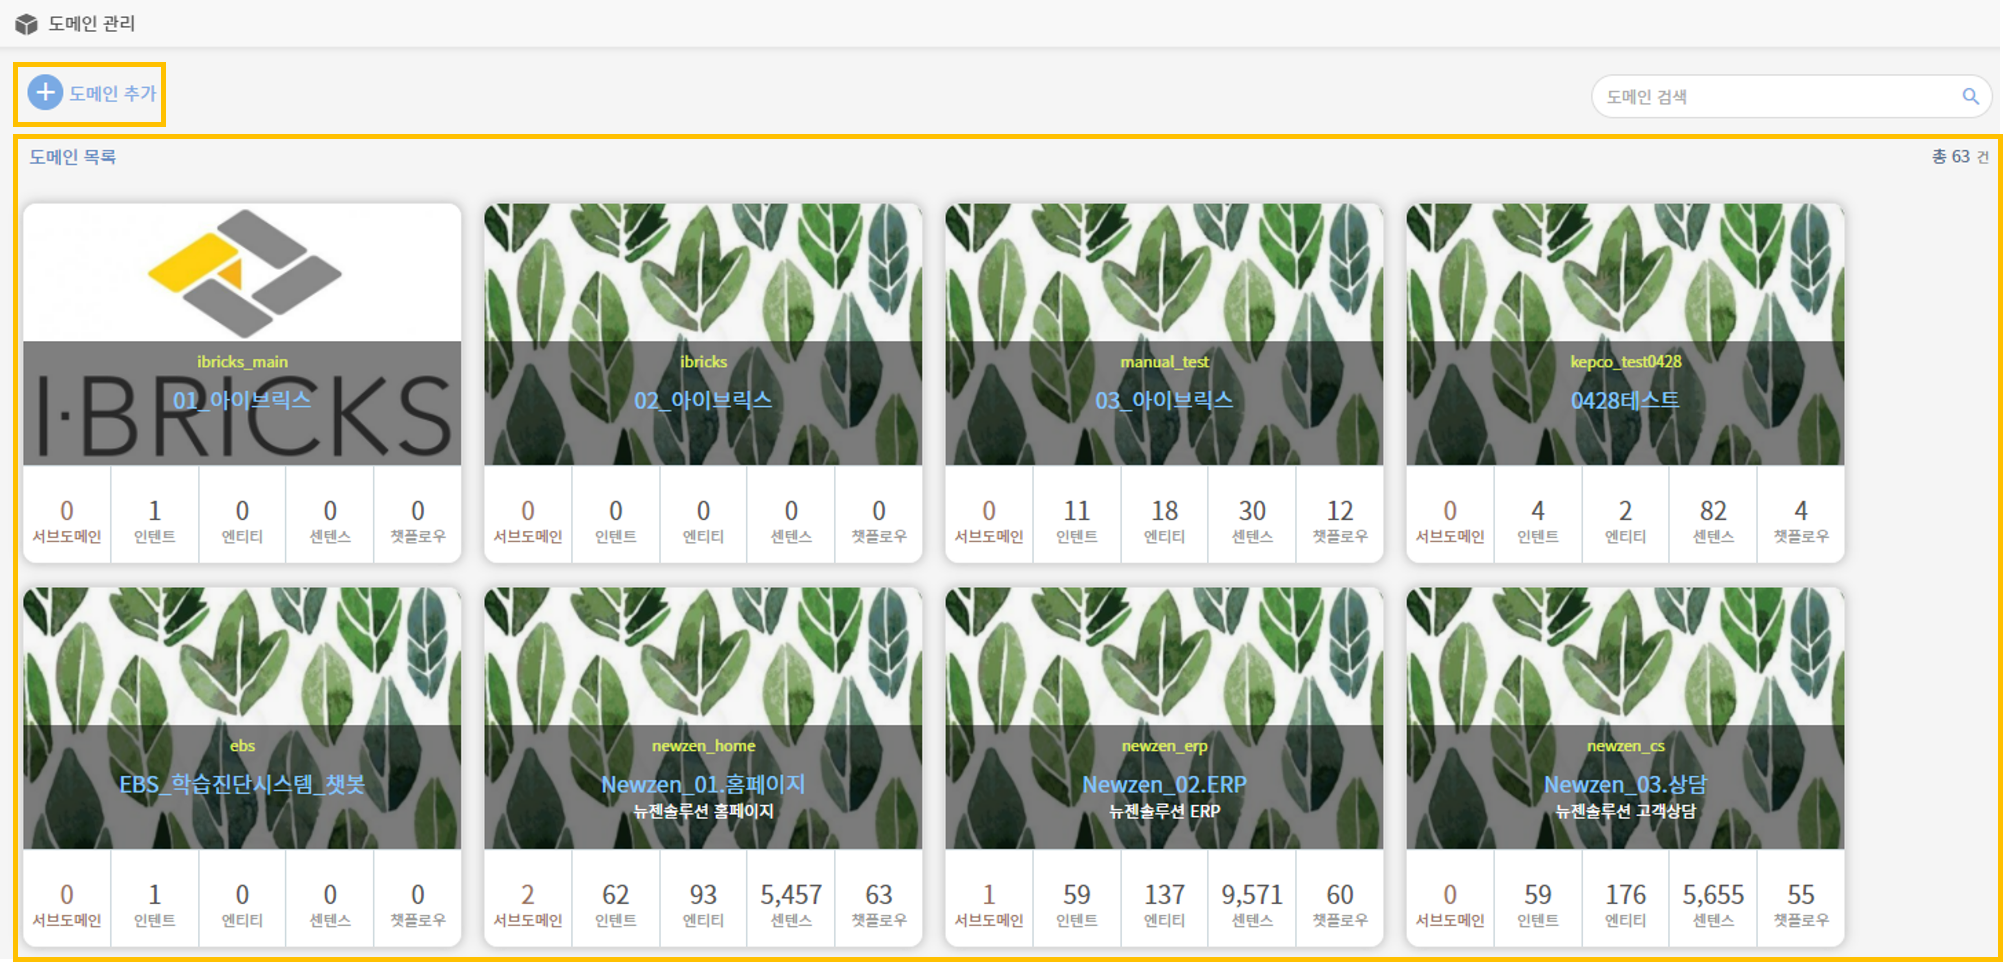 도메인 관리
도메인 추가
도메인 검색
도메인 목록
총 63 건
I·BRICKS
ibricks_main
01_아이브릭스
0 1 0 0 0
서브도메인 인텐트 엔티티 센텐스 챗플로우
ibricks
02_아이브릭스
0 0 0 0 0
서브도메인 인텐트 엔티티 센텐스 챗플로우
manual_test
03_아이브릭스
0 11 18 30 12
서브도메인 인텐트 엔티티 센텐스 챗플로우
kepco_test0428
0428테스트
0 4 2 82 4
서브도메인 인텐트 엔티티 센텐스 챗플로우
ebs
EBS_학습진단시스템_챗봇
0 1 0 0 0
서브도메인 인텐트 엔티티 센텐스 챗플로우
newzen_home
Newzen_01.홈페이지
뉴젠솔루션 홈페이지
2 62 93 5,457 63
서브도메인 인텐트 엔티티 센텐스 챗플로우
newzen_erp
Newzen_02.ERP
뉴젠솔루션 ERP
1 59 137 9,571 60
서브도메인 인텐트 엔티티 센텐스 챗플로우
newzen_cs
Newzen_03.상담
뉴젠솔루션 고객상담
0 59 176 5,655 55
서브도메인 인텐트 엔티티 센텐스 챗플로우